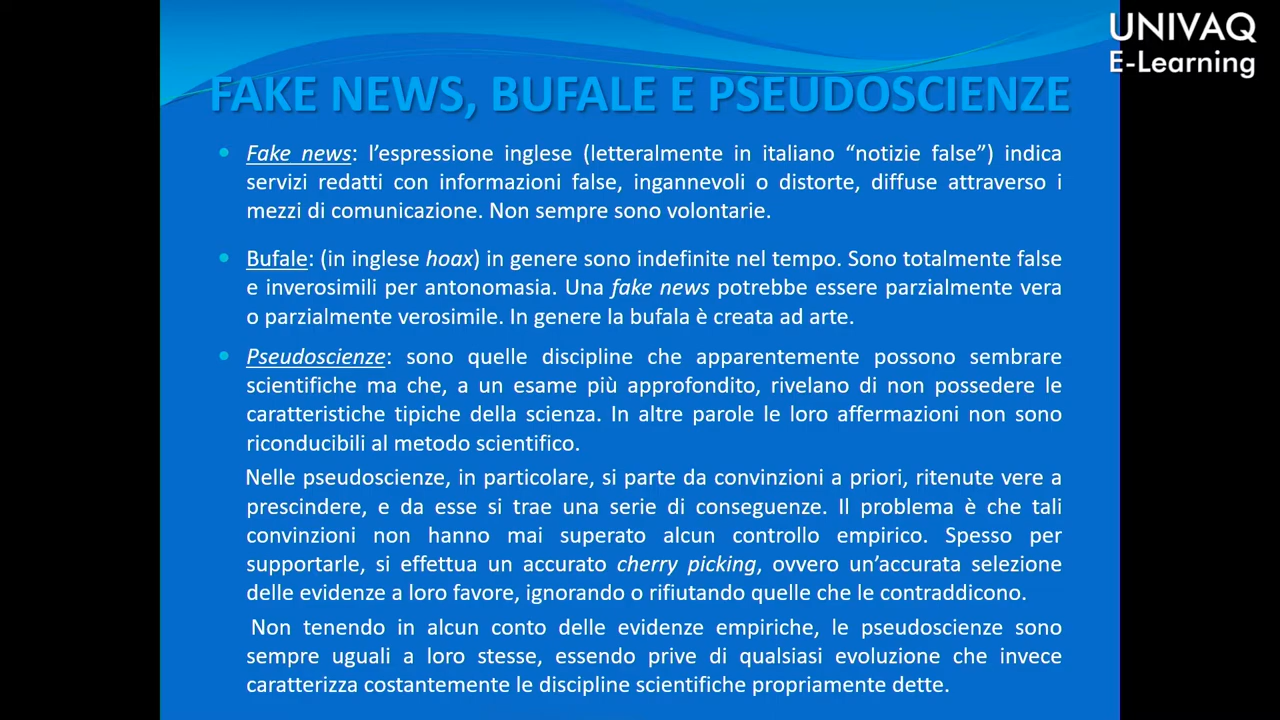 UNIVAQ
E-Learning
FAKE NEWS, BUFALE E PSEUDOSCIENZE
Fake news: l’espressione inglese (letteralmente in italiano “notizie false”) indica
servizi redatti con informazioni false, ingannevoli o distorte, diffuse attraverso i
mezzi di comunicazione. Non sempre sono volontarie.
Bufale: (in inglese hoax) in genere sono indefinite nel tempo. Sono totalmente false
e inverosimili per antonomasia. Una fake news potrebbe essere parzialmente vera
o parzialmente verosimile. In genere la bufala è creata ad arte.
Pseudoscienze: sono quelle discipline che apparentemente possono sembrare
scientifiche ma che, a un esame più approfondito, rivelano di non possedere le
caratteristiche tipiche della scienza. In altre parole le loro affermazioni non sono
riconducibili al metodo scientifico.
Nelle pseudoscienze, in particolare, si parte da convinzioni a priori, ritenute vere a
prescindere, e da esse si trae una serie di conseguenze. Il problema è che tali
convinzioni non hanno mai superato alcun controllo empirico. Spesso per
supportarle, si effettua un accurato cherry picking, ovvero un’accurata selezione
delle evidenze a loro favore, ignorando o rifiutando quelle che le contraddicono.
Non tenendo in alcun conto delle evidenze empiriche, le pseudoscienze sono
sempre uguali a loro stesse, essendo prive di qualsiasi evoluzione che invece
caratterizza costantemente le discipline scientifiche propriamente dette.